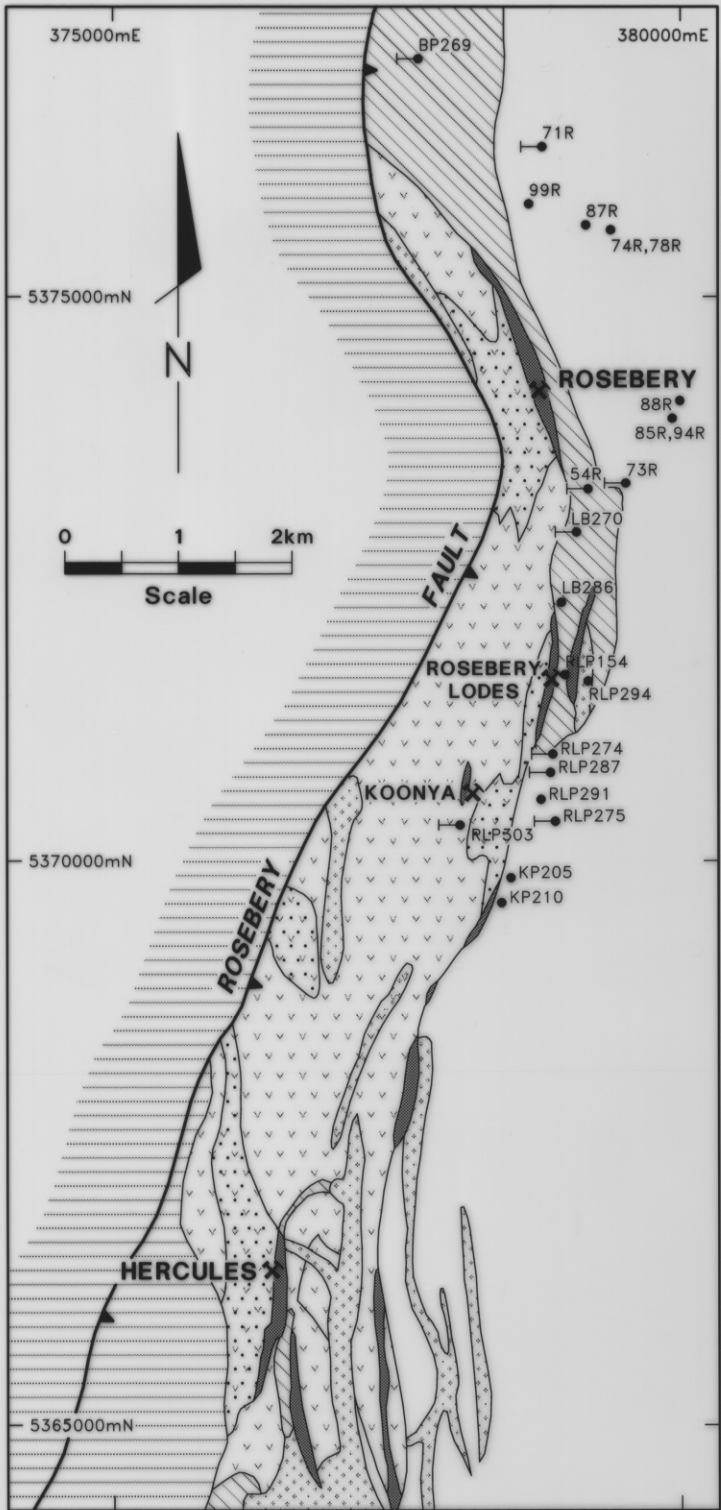 375000mE
380000mE
BP269
71R
99R
87R
74R,78R
5375000mN
N
ROSEBERY
88R
85R,94R
73R
54R
LB270
0 1 2km
Scale
FAULT
LB286
ROSEBERY
LODES
RLP154
RLP294
RLP274
RLP287
KOONYA
RLP291
RLP275
RLP303
5370000mN
KP205
KP210
ROSEBERY
HERCULES
5365000mN